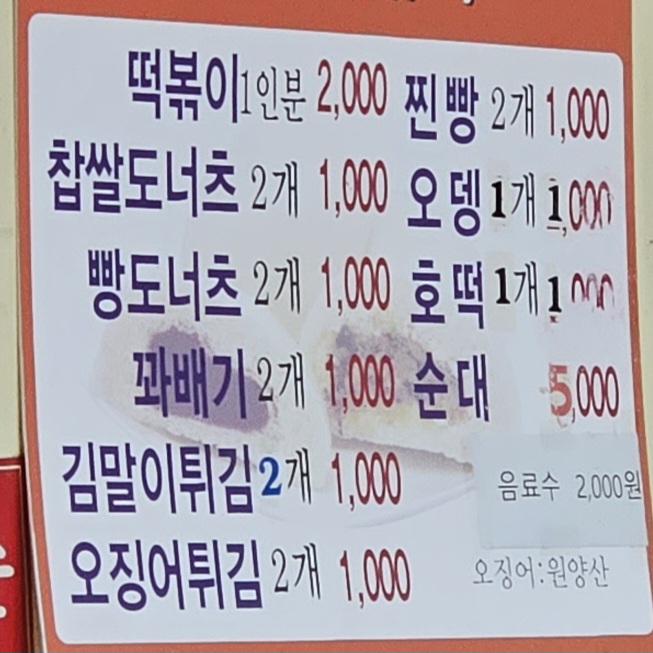 떡볶이 1인분 2,000
찹쌀도너츠 2개 1,000
빵도너츠 2개 1,000
꽈배기 2개 1,000
김말이튀김 2개 1,000
오징어튀김 2개 1,000
찐빵 2개 1,000
오뎅 1개 1,000
호떡 1개 1,000
순대 5,000
음료수 2,000원
오징어:원양산